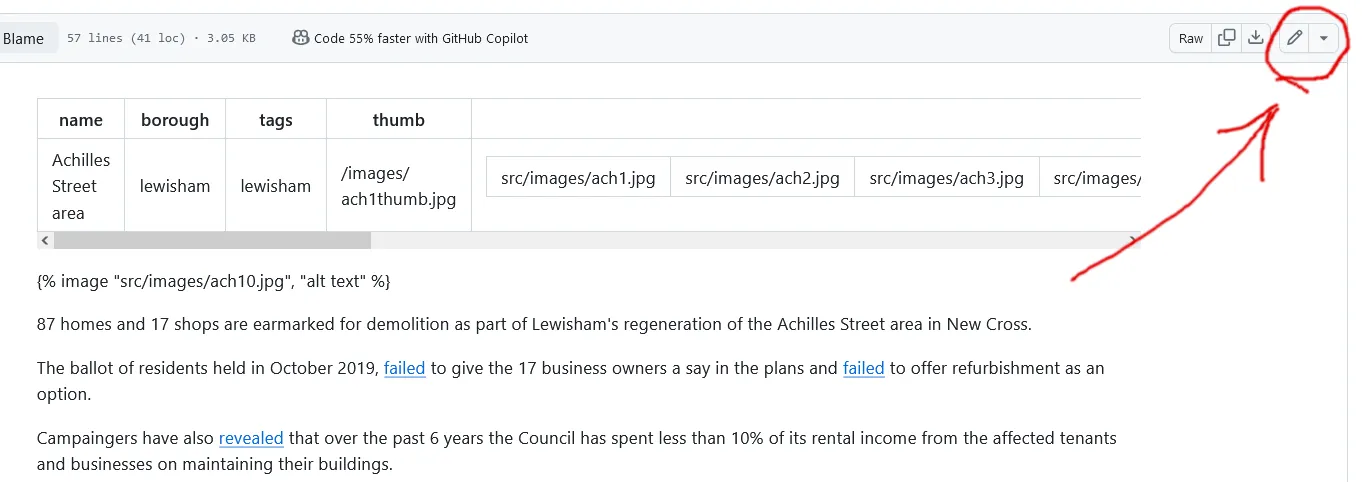 Blame 57 lines (41 loc) · 3.05 KB Code 55% faster with GitHub Copilot Raw
name borough tags thumb
Achilles
Street
area
lewisham
lewisham
/images/
ach1thumb.jpg
src/images/ach1.jpg src/images/ach2.jpg src/images/ach3.jpg src/images/
{% image "src/images/ach10.jpg", "alt text" %}
87 homes and 17 shops are earmarked for demolition as part of Lewisham's regeneration of the Achilles Street area in New Cross.
The ballot of residents held in October 2019, failed to give the 17 business owners a say in the plans and failed to offer refurbishment as an
option.
Campaingers have also revealed that over the past 6 years the Council has spent less than 10% of its rental income from the affected tenants
and businesses on maintaining their buildings.